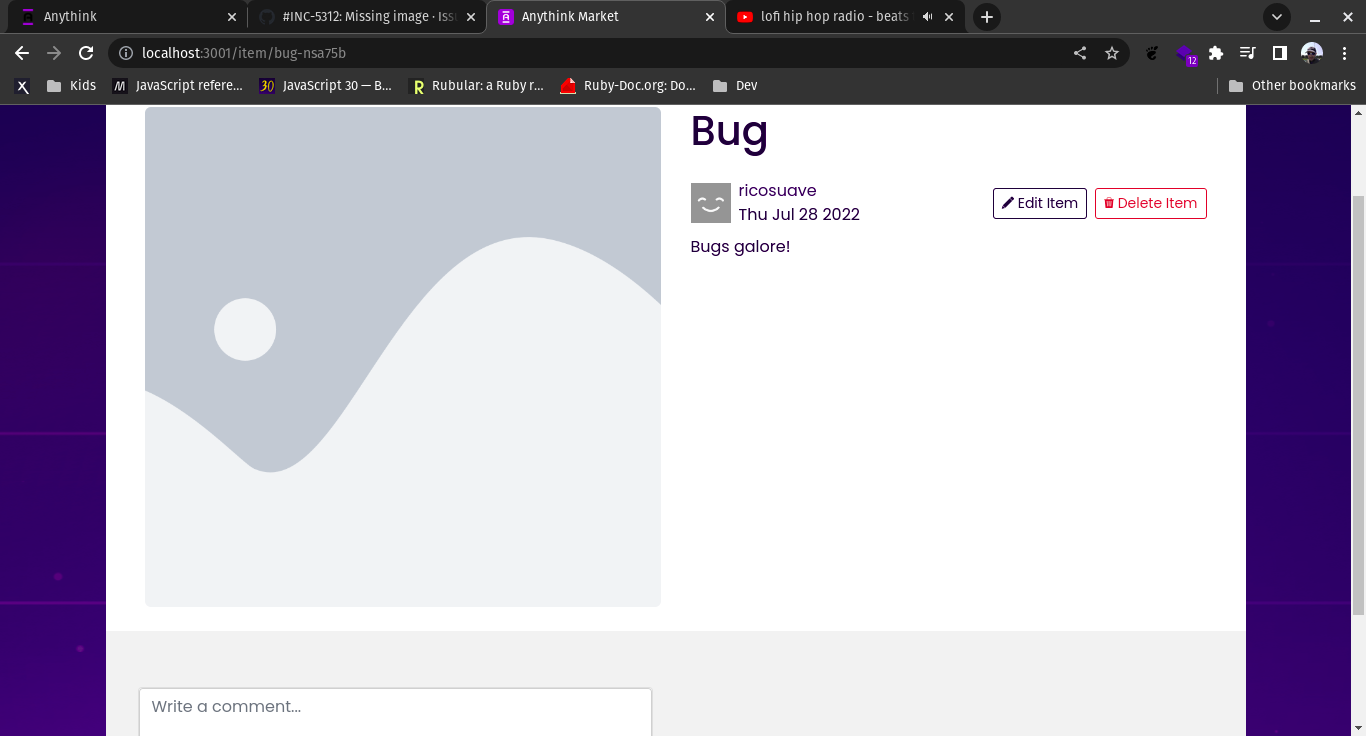 Anythink
#INC-5312: Missing image · Issu
Anythink Market
lofi hip hop radio - beats
localhost:3001/item/bug-nsa75b
12
Kids
JavaScript refere...
30
JavaScript 30 — B...
Rubular: a Ruby r...
Ruby-Doc.org: Do...
Dev
Other bookmarks
Bug
ricosuave
Thu Jul 28 2022
Edit Item
Delete Item
Bugs galore!
Write a comment...